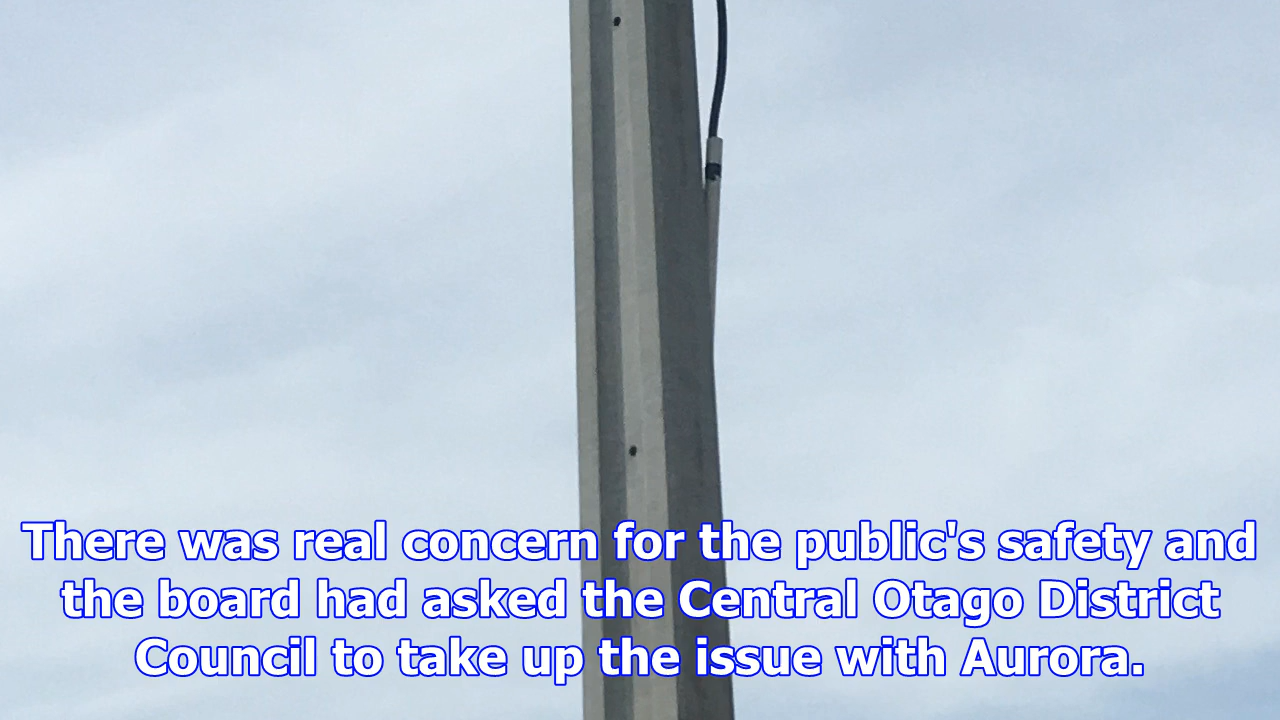 There was real concern for the public's safety and
the board had asked the Central Otago District
Council to take up the issue with Aurora.